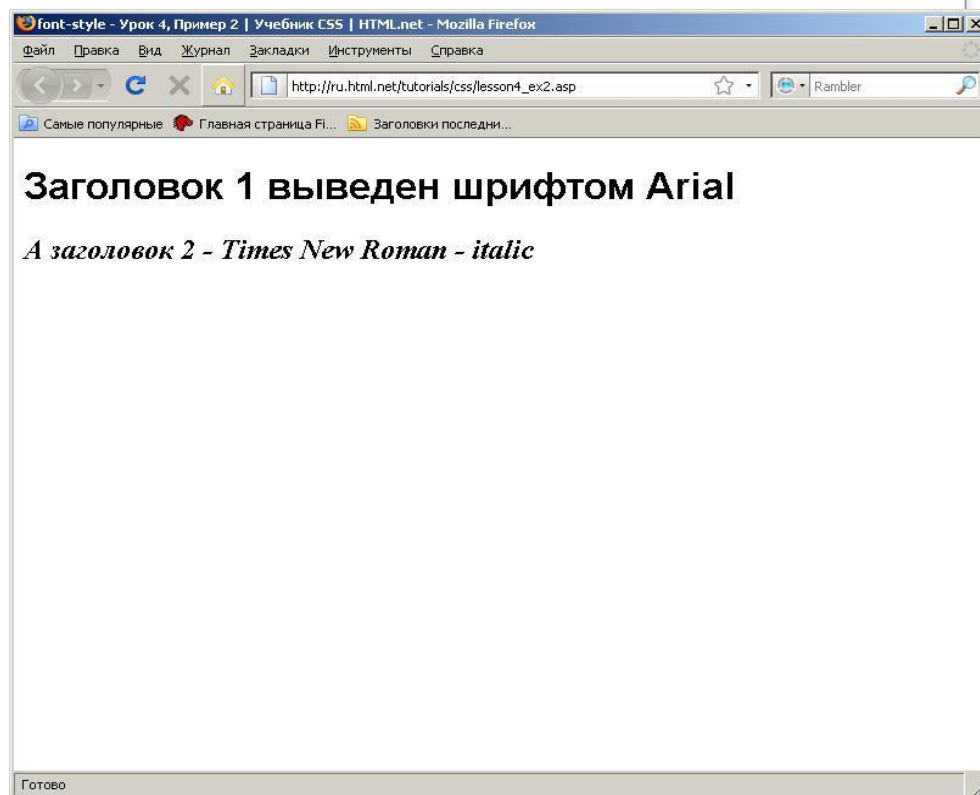 font-style - Урок 4, Пример 2 | Учебник CSS | HTML.net - Mozilla Firefox
Файл Правка Вид Журнал Закладки Инструменты Справка
http://ru.html.net/tutorials/css/lesson4_ex2.asp Rambler
Самые популярные Главная страница Fi... Заголовки последни...
Заголовок 1 выведен шрифтом Arial
А заголовок 2 - Times New Roman - italic
Готово